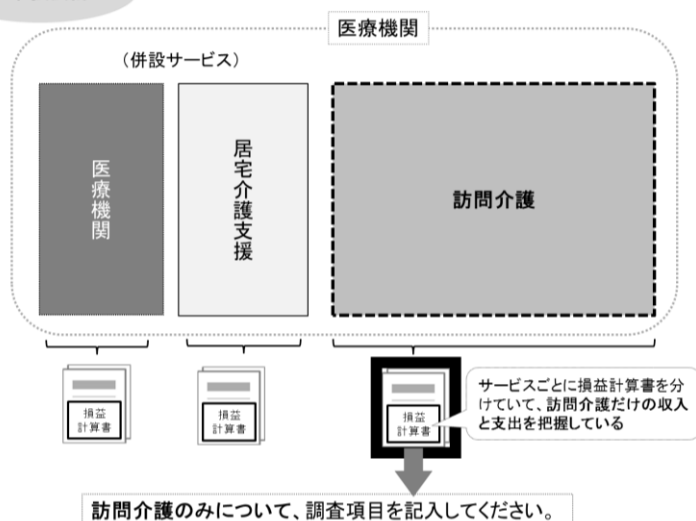 医療機関
（併設サービス）
医療機関
居宅介護支援
訪問介護
損益
計算書
損益
計算書
損益
計算書
サービスごとに損益計算書を分
けていて、訪問介護だけの収入
と支出を把握している
訪問介護のみについて、調査項目を記入してください。